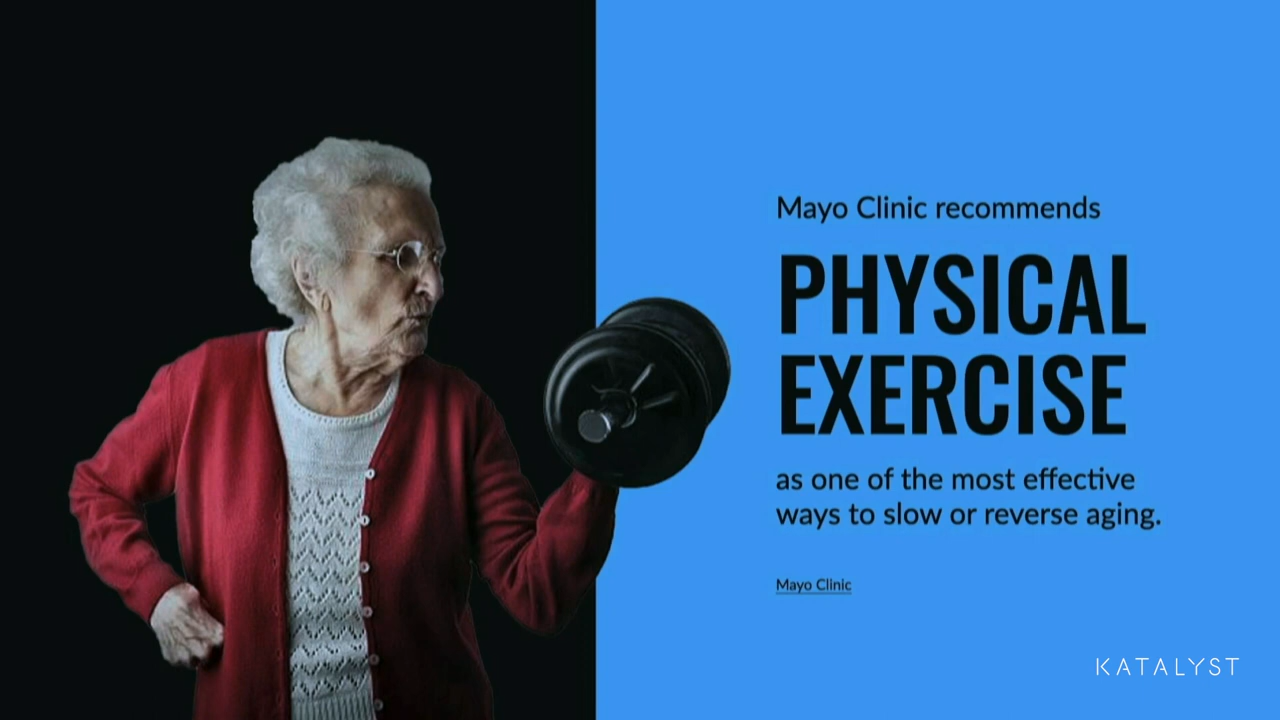 Mayo Clinic recommends
PHYSICAL
EXERCISE
as one of the most effective
ways to slow or reverse aging.
Mayo Clinic
KATALYST